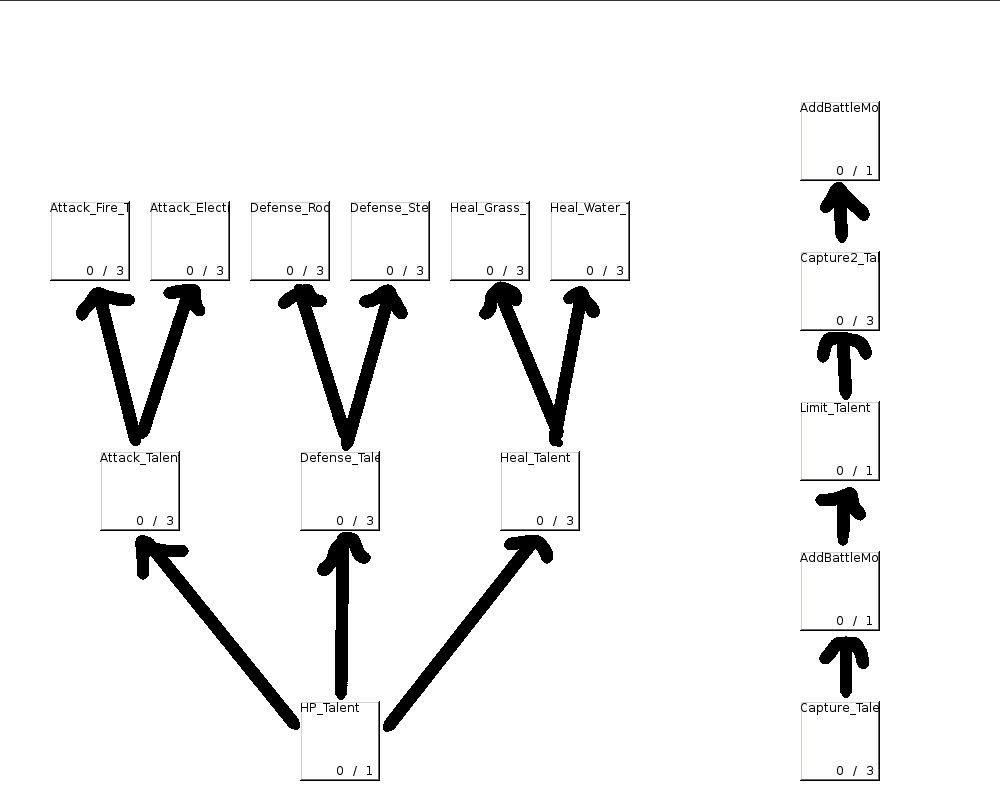 AddBattleMo
0 / 1
Attack_Fire_T
Attack_Electr
Defense_Roc
Defense_Ste
Heal_Grass_
Heal_Water_
0 / 3
0 / 3
0 / 3
0 / 3
0 / 3
0 / 3
Capture2_Tal
0 / 3
Limit_Talent
0 / 1
Attack_Talen
Defense_Tale
Heal_Talent
0 / 3
0 / 3
0 / 3
AddBattleMo
0 / 1
HP_Talent
0 / 1
Capture_Tale
0 / 3